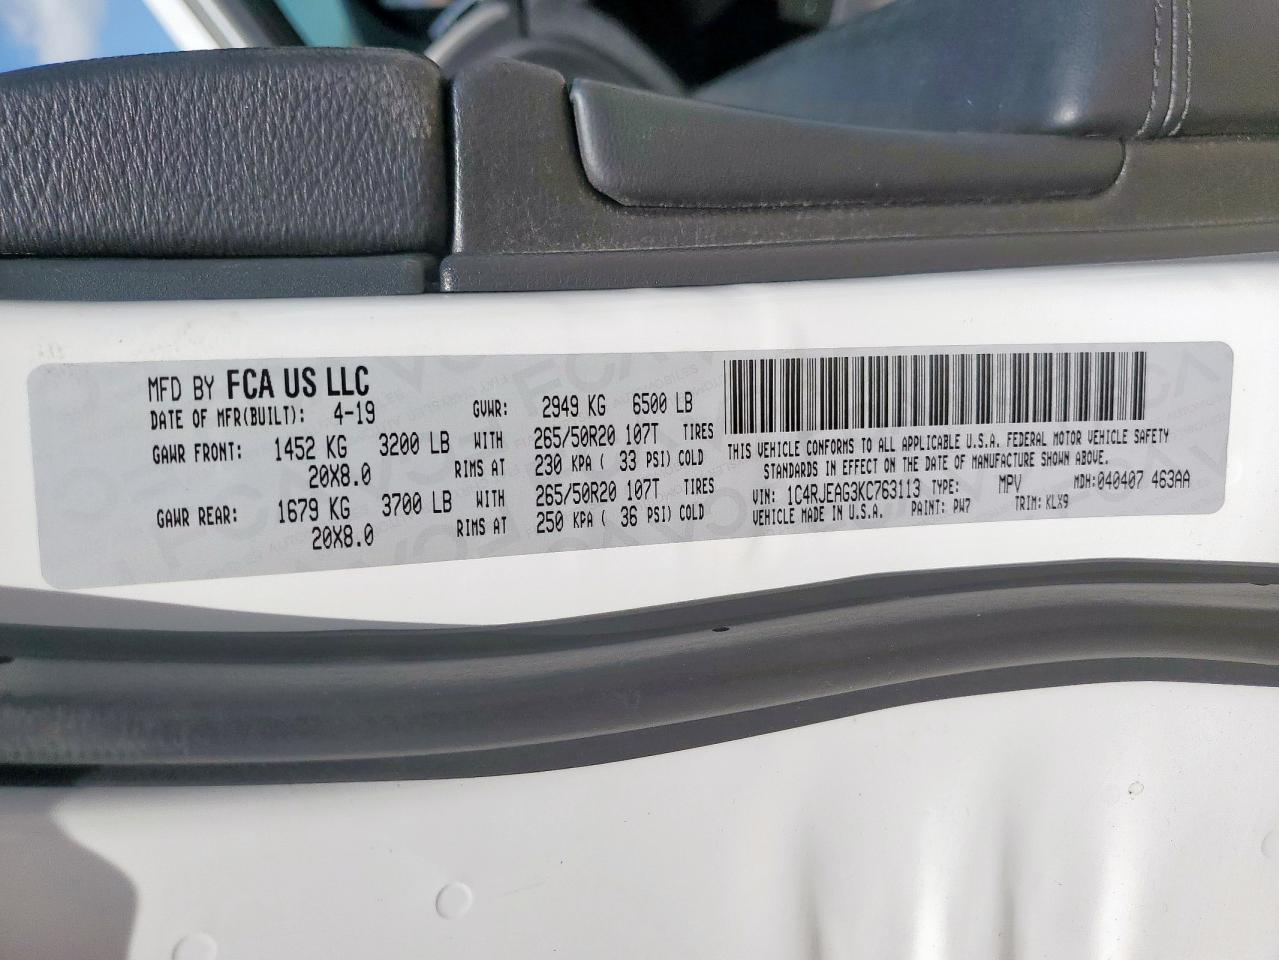 MFD BY FCA US LLC
DATE OF MFR(BUILT): 4-19 GVWR: 2949 KG 6500 LB
GAWR FRONT: 1452 KG 3200 LB WITH 265/50R20 107T TIRES
20X8.0 RIMS AT 230 KPA ( 33 PSI) COLD
GAWR REAR: 1679 KG 3700 LB WITH 265/50R20 107T TIRES
20X8.0 RIMS AT 250 KPA ( 36 PSI) COLD
THIS VEHICLE CONFORMS TO ALL APPLICABLE U.S.A. FEDERAL MOTOR VEHICLE SAFETY
STANDARDS IN EFFECT ON THE DATE OF MANUFACTURE SHOWN ABOVE.
VIN: 1C4RJEAG3KC763113 TYPE: MPV MDH:040407 463AA
VEHICLE MADE IN U.S.A. PAINT: PW7 TRIM: KLX9